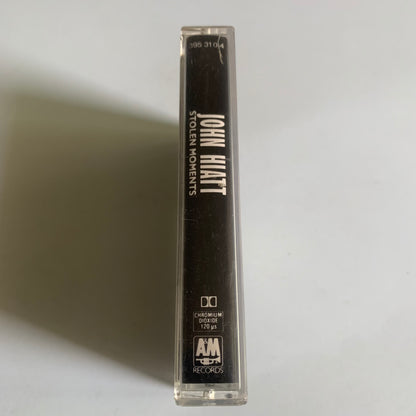 395 310-4
JOHN HIATT
STOLEN MOMENTS
CHROMIUM
DIOXIDE
120 µs
A&M
RECORDS